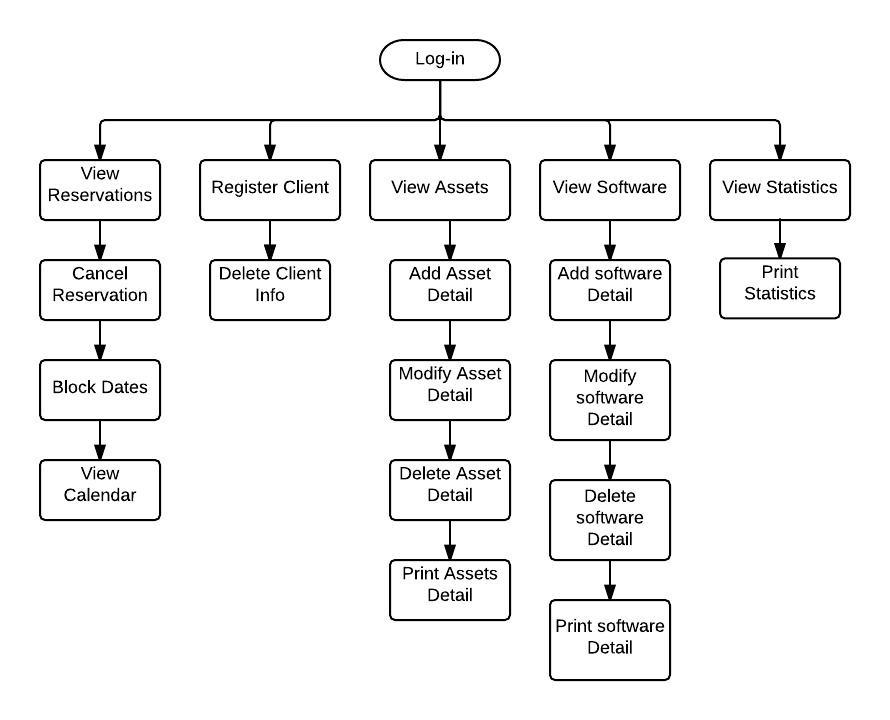 Log-in
View
Reservations
Register Client
View Assets
View Software
View Statistics
Cancel
Reservation
Delete Client
Info
Add Asset
Detail
Add software
Detail
Print
Statistics
Block Dates
Modify Asset
Detail
Modify
software
Detail
View
Calendar
Delete Asset
Detail
Delete
software
Detail
Print Assets
Detail
Print software
Detail